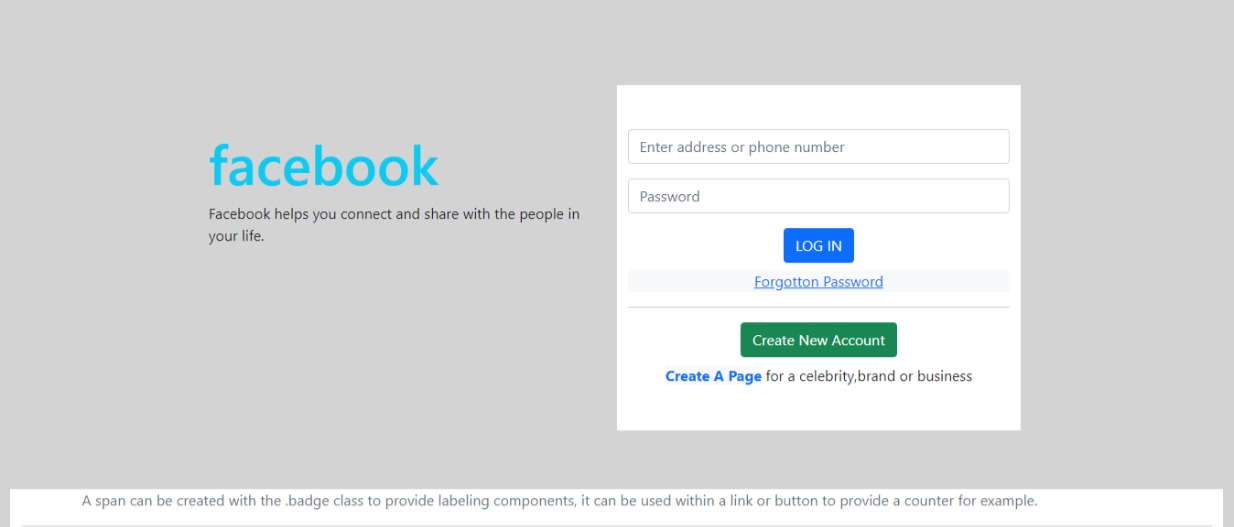 facebook
Facebook helps you connect and share with the people in
your life.
Enter address or phone number
Password
LOG IN
Forgotton Password
Create New Account
Create A Page for a celebrity,brand or business
A span can be created with the .badge class to provide labeling components, it can be used within a link or button to provide a counter for example.